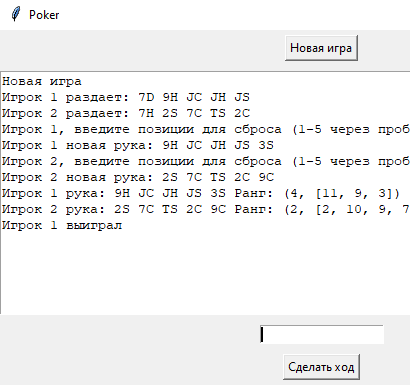 Poker
Новая игра
Новая игра
Игрок 1 раздает: 7D 9H JC JH JS
Игрок 2 раздает: 7H 2S 7C TS 2C
Игрок 1, введите позиции для сброса (1-5 через проб
Игрок 1 новая рука: 9H JC JH JS 3S
Игрок 2, введите позиции для сброса (1-5 через проб
Игрок 2 новая рука: 2S 7C TS 2C 9C
Игрок 1 рука: 9H JC JH JS 3S Ранг: (4, [11, 9, 3])
Игрок 2 рука: 2S 7C TS 2C 9C Ранг: (2, [2, 10, 9, 7
Игрок 1 выиграл
Сделать ход